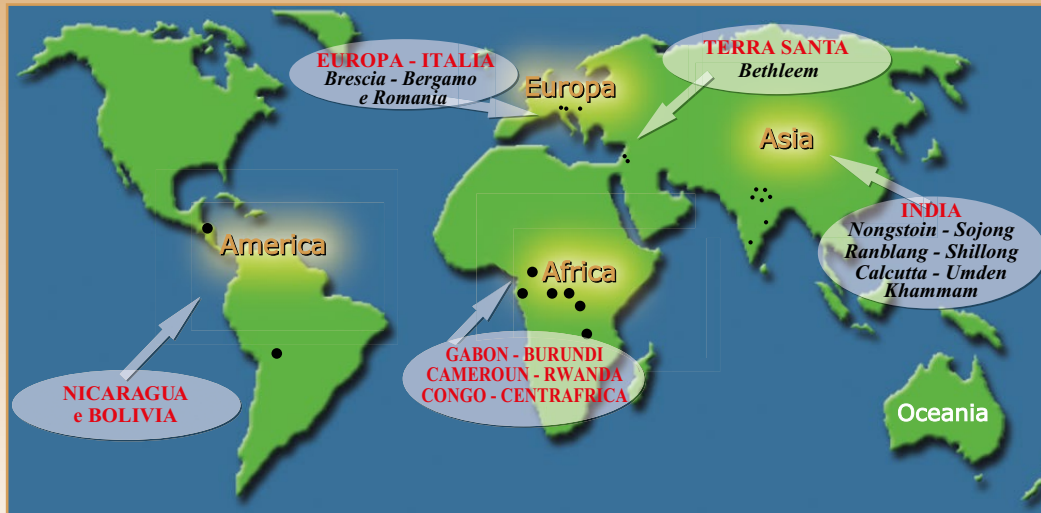 EUROPA - ITALIA
Brescia - Bergamo
e Romania
Europa
TERRA SANTA
Bethleem
Asia
INDIA
Nongstoin - Sojong
Ranblang - Shillong
Calcutta - Umden
Khammam
America
Africa
NICARAGUA
e BOLIVIA
GABON - BURUNDI
CAMEROUN - RWANDA
CONGO - CENTRAFRICA
Oceania